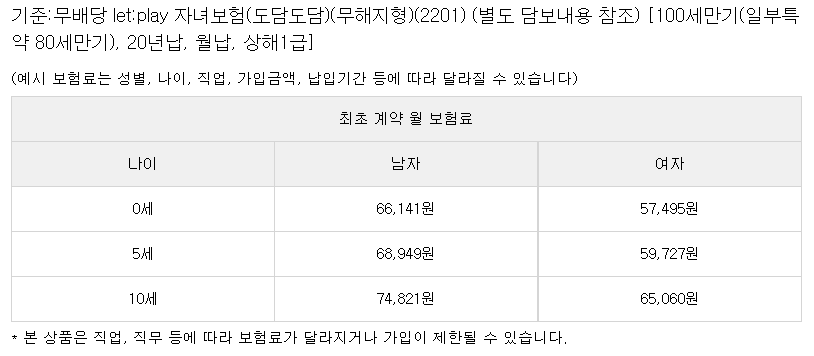 기준:무배당 let:play 자녀보험(도담도담)(무해지형)(2201) (별도 담보내용 참조) [100세만기(일부특
약 80세만기), 20년납, 월납, 상해1급]
(예시 보험료는 성별, 나이, 직업, 가입금액, 납입기간 등에 따라 달라질 수 있습니다)
최초 계약 월 보험료
나이 남자 여자
0세 66,141원 57,495원
5세 68,949원 59,727원
10세 74,821원 65,060원
* 본 상품은 직업, 직무 등에 따라 보험료가 달라지거나 가입이 제한될 수 있습니다.